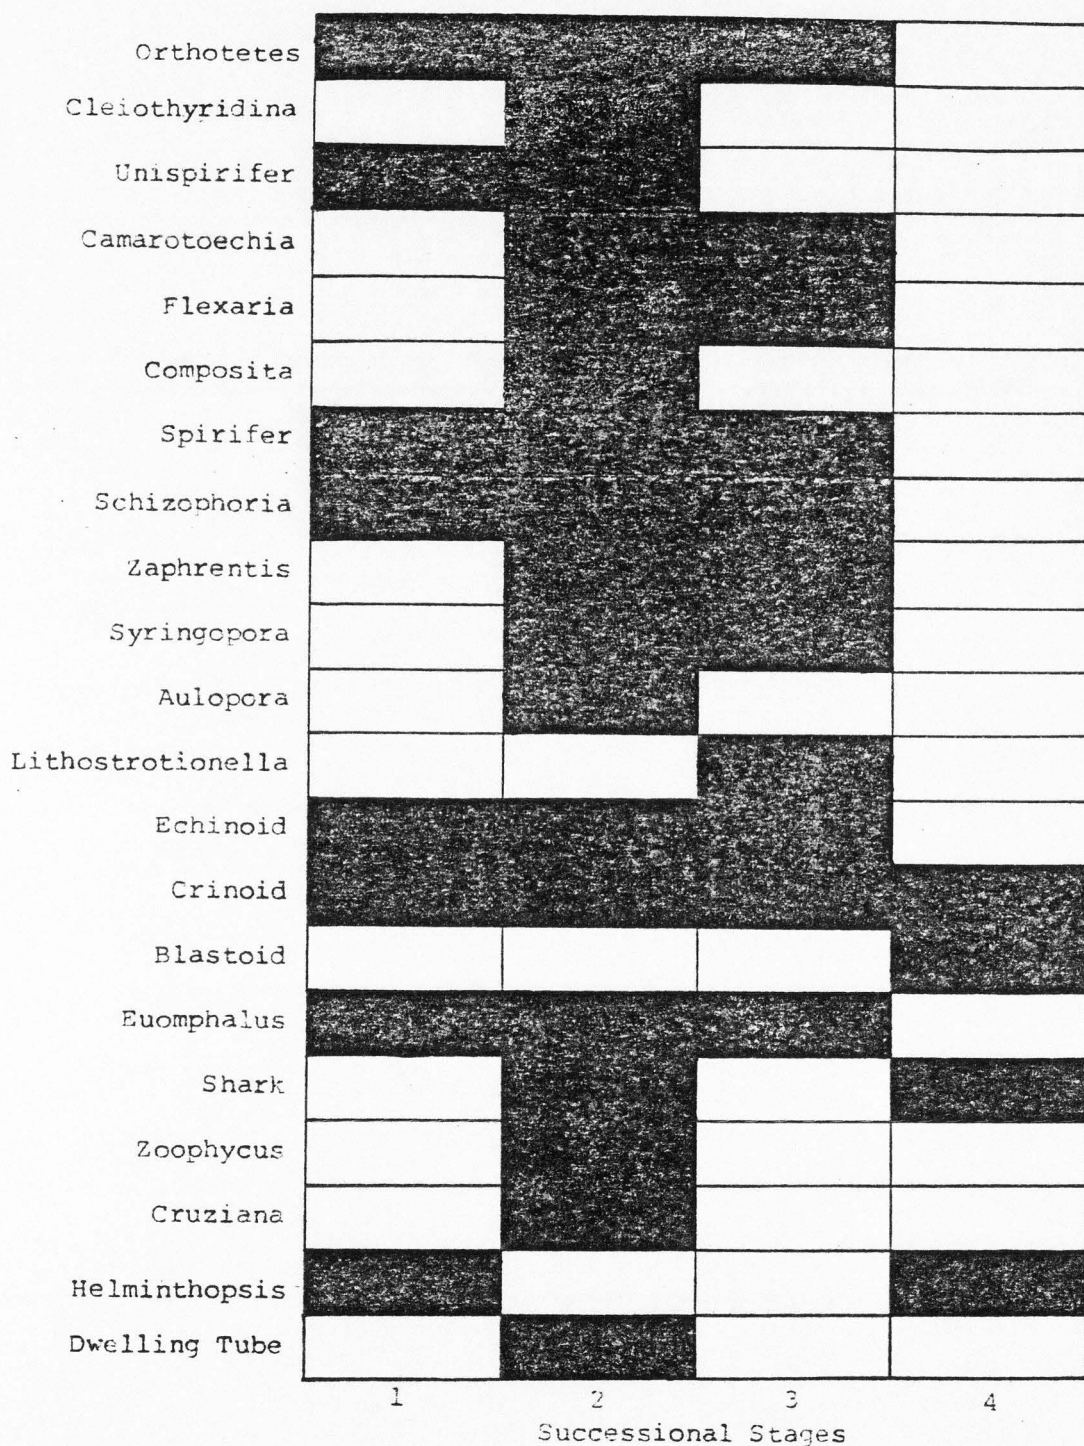 Orthotetes
Cleiothyridina
Unispirifer
Camarotoechia
Flexaria
Composita
Spirifer
Schizophoria
Zaphrentis
Syringopora
Aulopora
Lithostrotionella
Echinoid
Crinoid
Blastoid
Euomphalus
Shark
Zoophycus
Cruziana
Helminthopsis
Dwelling Tube
1 2 3 4
Successional Stages